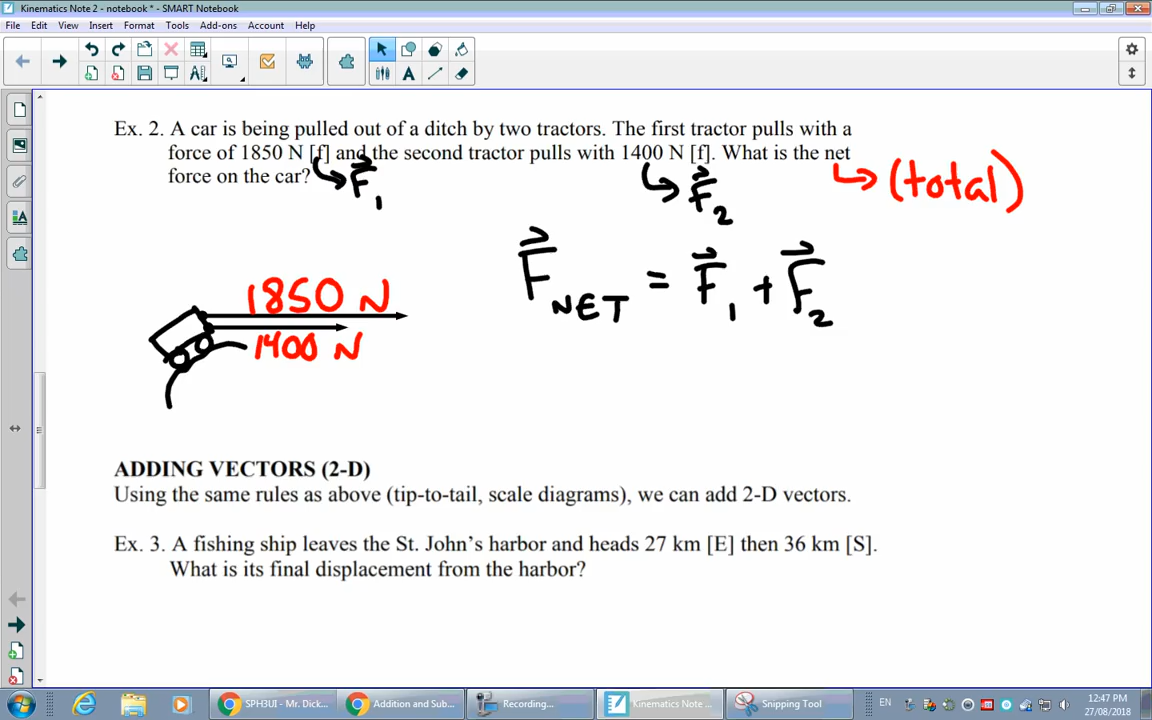 Kinematics Note 2 - notebook * - SMART Notebook
File Edit View Insert Format Tools Add-ons Account Help
Ex. 2. A car is being pulled out of a ditch by two tractors. The first tractor pulls with a
force of 1850 N [f] and the second tractor pulls with 1400 N [f]. What is the net
force on the car?
F⃗1
F⃗2
(total)
F⃗NET = F⃗1 + F⃗2
1850 N
1400 N
ADDING VECTORS (2-D)
Using the same rules as above (tip-to-tail, scale diagrams), we can add 2-D vectors.
Ex. 3. A fishing ship leaves the St. John's harbor and heads 27 km [E] then 36 km [S].
What is its final displacement from the harbor?
SPH3UI - Mr. Dick... Addition and Sub... Recording... Kinematics Note ... Snipping Tool EN 12:47 PM
27/08/2018